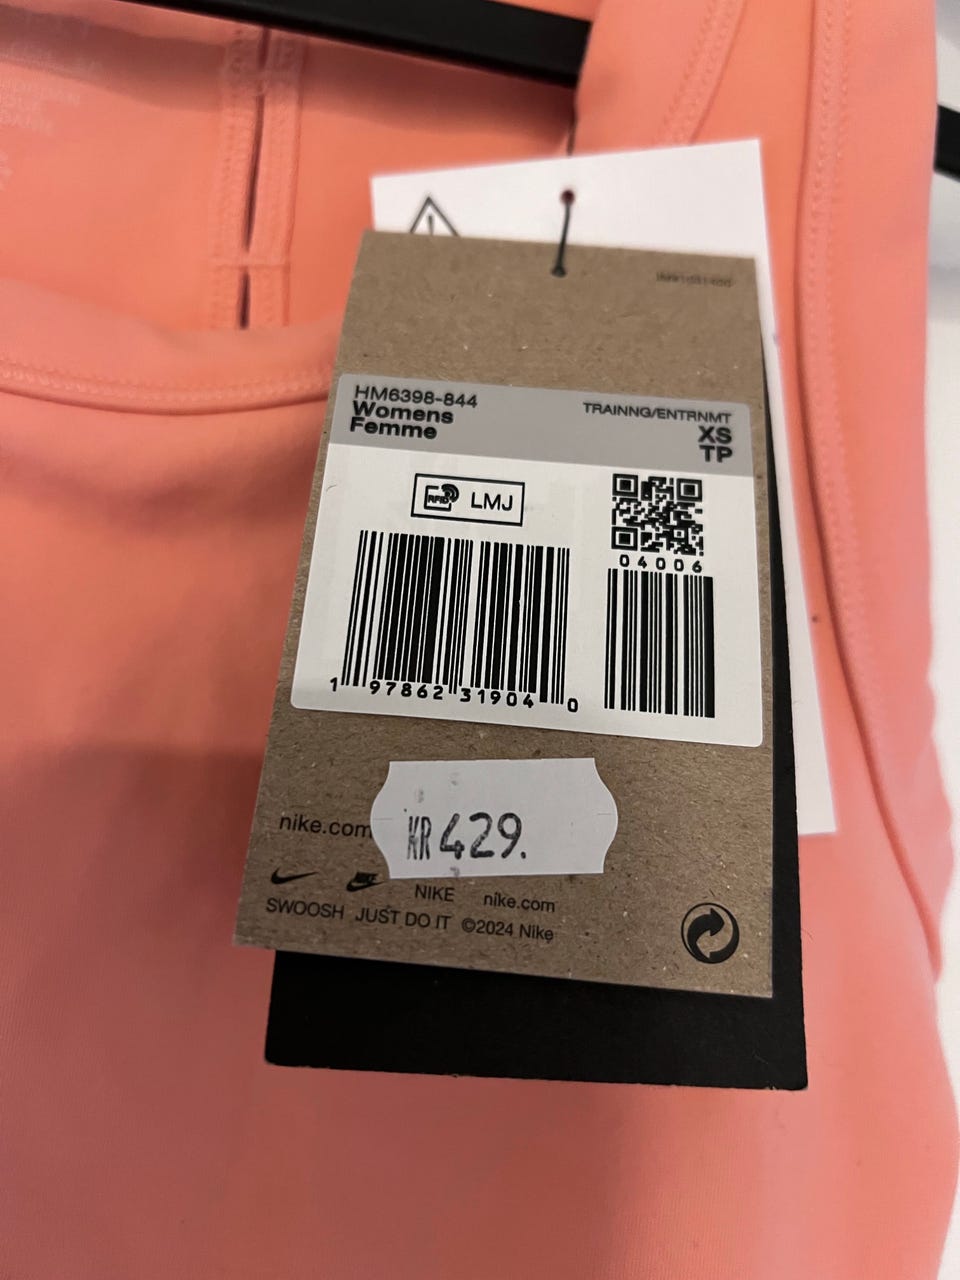 HM6398-844
Womens
Femme
TRAINNG/ENTRNMT
XS
TP
RFID
LMJ
04006
1 97862 31904 0
nike.com
KR 429.
NIKE nike.com
SWOOSH JUST DO IT ©2024 Nike